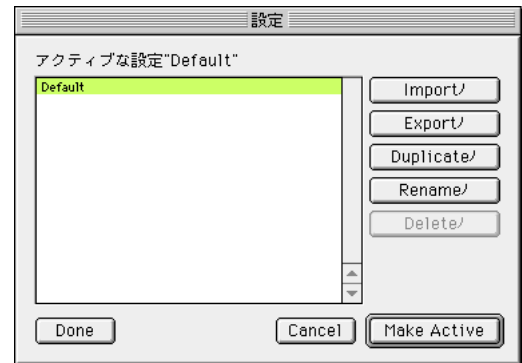 設定
アクティブな設定"Default"
Default
Importﾉ
Exportﾉ
Duplicateﾉ
Renameﾉ
Deleteﾉ
Done
Cancel
Make Active